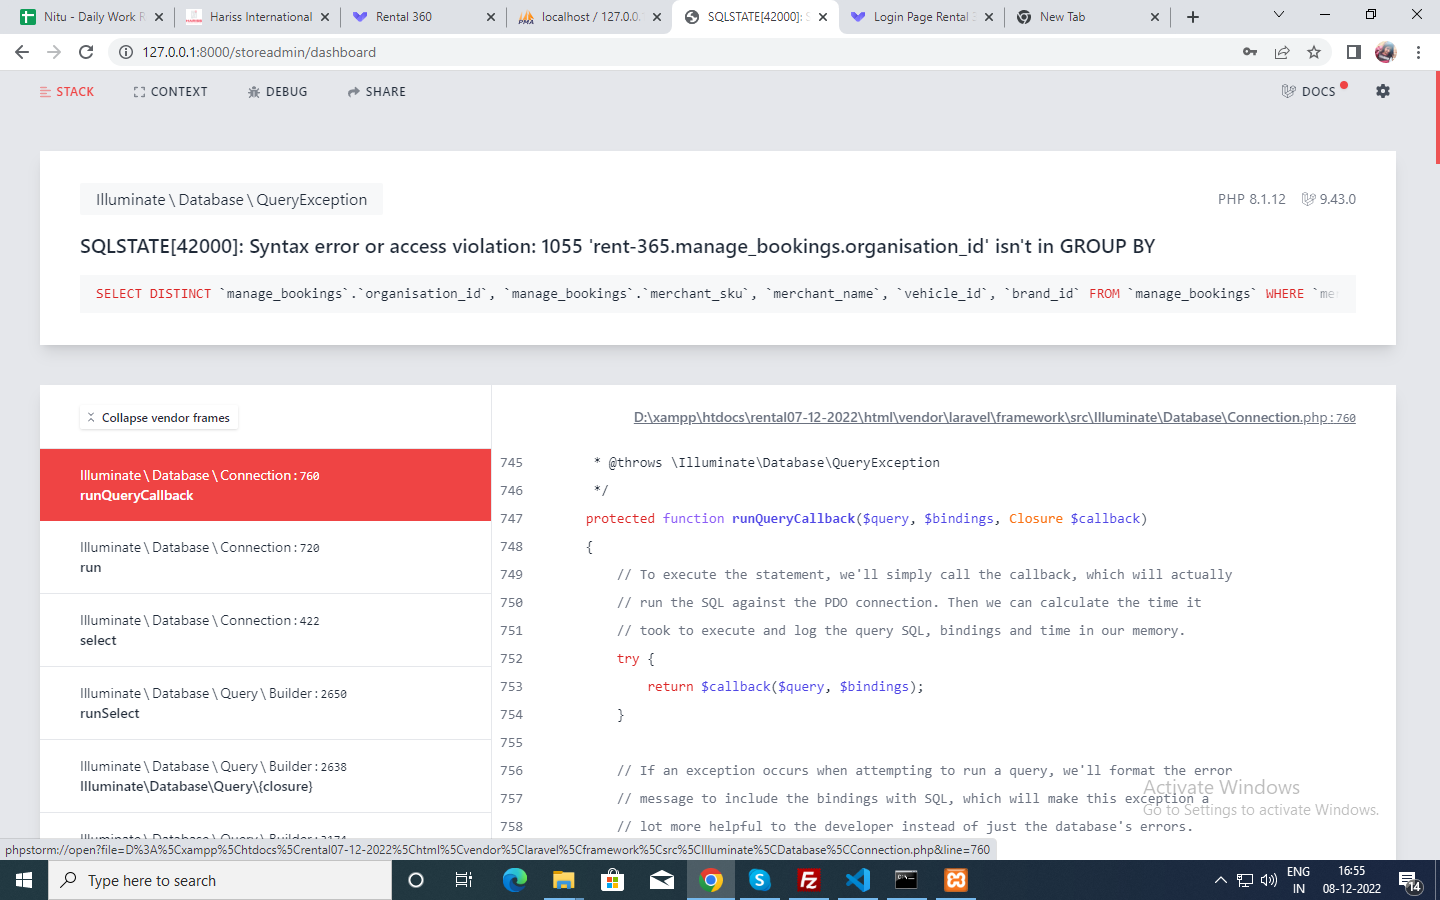 Nitu - Daily Work R
Hariss International
Rental 360
localhost / 127.0.0.
SQLSTATE[42000]: S
Login Page Rental
New Tab
127.0.0.1:8000/storeadmin/dashboard
STACK
CONTEXT
DEBUG
SHARE
DOCS
Illuminate \ Database \ QueryException
PHP 8.1.12
9.43.0
SQLSTATE[42000]: Syntax error or access violation: 1055 'rent-365.manage_bookings.organisation_id' isn't in GROUP BY
SELECT DISTINCT `manage_bookings`.`organisation_id`, `manage_bookings`.`merchant_sku`, `merchant_name`, `vehicle_id`, `brand_id` FROM `manage_bookings` WHERE `mer
Collapse vendor frames
D:\xampp\htdocs\rental07-12-2022\html\vendor\laravel\framework\src\Illuminate\Database\Connection.php:760
Illuminate \ Database \ Connection : 760
runQueryCallback
Illuminate \ Database \ Connection : 720
run
Illuminate \ Database \ Connection : 422
select
Illuminate \ Database \ Query \ Builder : 2650
runSelect
Illuminate \ Database \ Query \ Builder : 2638
Illuminate\Database\Query\{closure}
Illuminate \ Database \ Query \ Builder : 3174
745 * @throws \Illuminate\Database\QueryException
746 */
747 protected function runQueryCallback($query, $bindings, Closure $callback)
748 {
749 // To execute the statement, we'll simply call the callback, which will actually
750 // run the SQL against the PDO connection. Then we can calculate the time it
751 // took to execute and log the query SQL, bindings and time in our memory.
752 try {
753 return $callback($query, $bindings);
754 }
755
756 // If an exception occurs when attempting to run a query, we'll format the error
757 // message to include the bindings with SQL, which will make this exception a
758 // lot more helpful to the developer instead of just the database's errors.
Activate Windows
Go to Settings to activate Windows.
phpstorm://open?file=D%3A%5Cxampp%5Chtdocs%5Crental07-12-2022%5Chtml%5Cvendor%5Claravel%5Cframework%5Csrc%5CIlluminate%5CDatabase%5CConnection.php&line=760
Type here to search
ENG
IN
16:55
08-12-2022
14